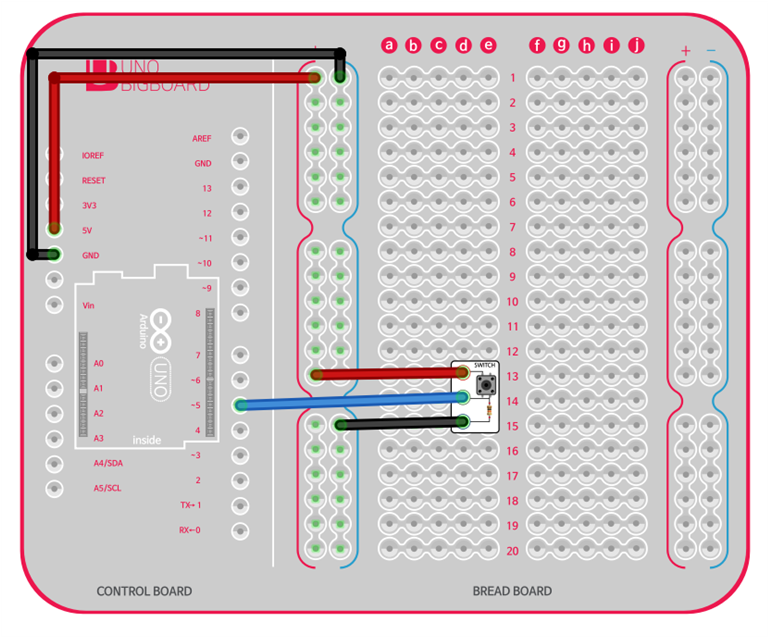 a b c d e f g h i j
+ −
UNO
BIGBOARD
1
2
3
4
5
6
7
8
9
10
11
12
13
14
15
16
17
18
19
20
IOREF
RESET
3V3
5V
GND
Vin
A0
A1
A2
A3
A4/SDA
A5/SCL
AREF
GND
13
12
~11
~10
~9
8
7
~6
~5
4
~3
2
TX→1
RX←0
Arduino
UNO
inside
SWITCH
CONTROL BOARD
BREAD BOARD